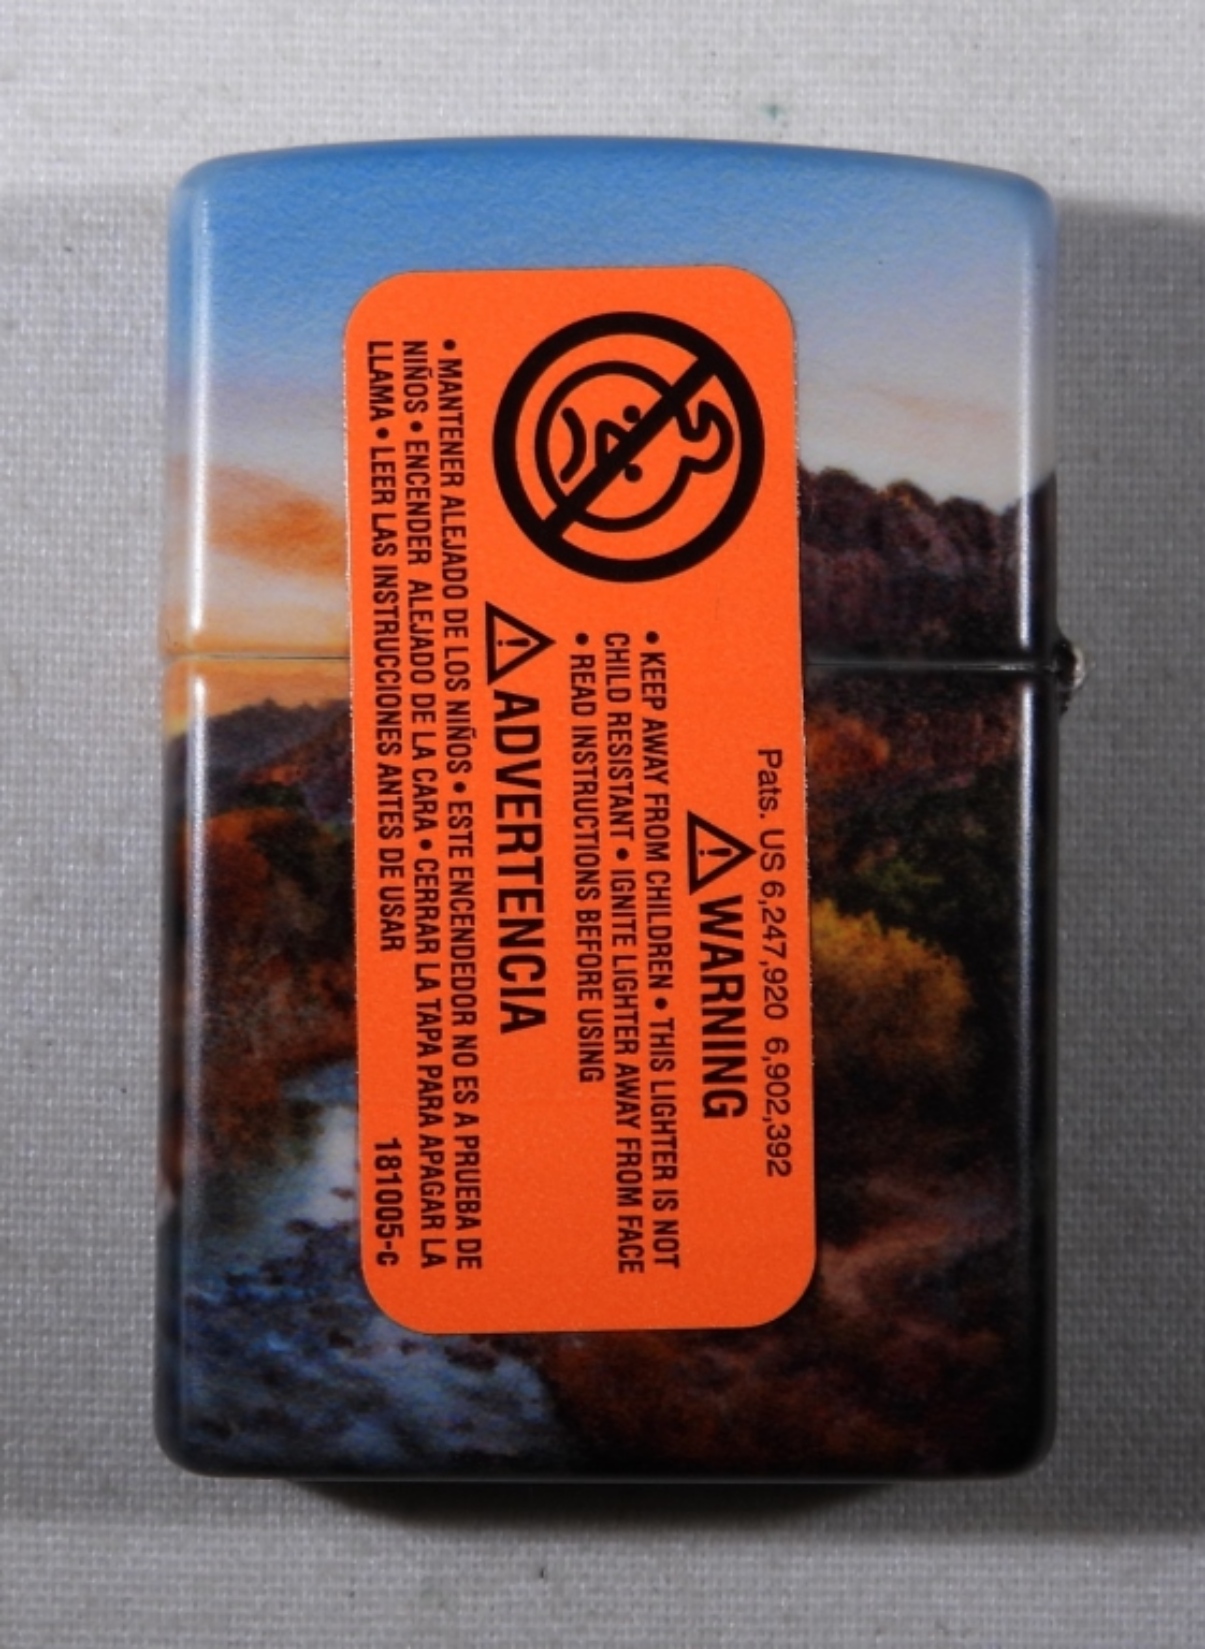 Pats. US 6,247,920 6,902,392
⚠ WARNING
• KEEP AWAY FROM CHILDREN • THIS LIGHTER IS NOT
CHILD RESISTANT • IGNITE LIGHTER AWAY FROM FACE
• READ INSTRUCTIONS BEFORE USING
⚠ ADVERTENCIA
• MANTENER ALEJADO DE LOS NIÑOS • ESTE ENCENDEDOR NO ES A PRUEBA DE
NIÑOS • ENCENDER ALEJADO DE LA CARA • CERRAR LA TAPA PARA APAGAR LA
LLAMA • LEER LAS INSTRUCCIONES ANTES DE USAR 181005-C